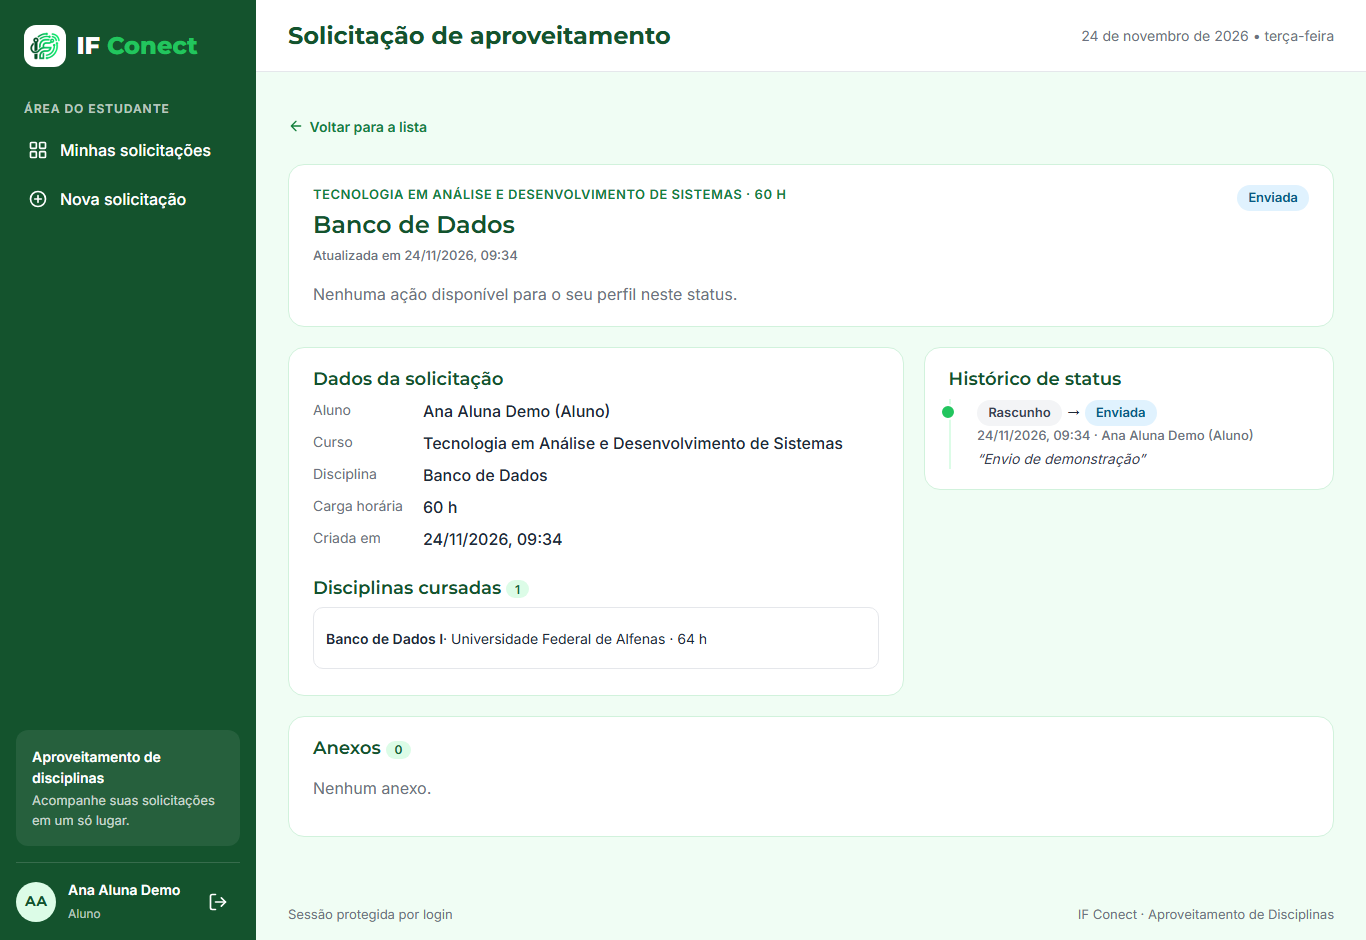 IF Conect
ÁREA DO ESTUDANTE
Minhas solicitações
Nova solicitação
Aproveitamento de
disciplinas
Acompanhe suas solicitações
em um só lugar.
AA
Ana Aluna Demo
Aluno
Solicitação de aproveitamento
24 de novembro de 2026 • terça-feira
← Voltar para a lista
TECNOLOGIA EM ANÁLISE E DESENVOLVIMENTO DE SISTEMAS · 60 H
Enviada
Banco de Dados
Atualizada em 24/11/2026, 09:34
Nenhuma ação disponível para o seu perfil neste status.
Dados da solicitação
Aluno Ana Aluna Demo (Aluno)
Curso Tecnologia em Análise e Desenvolvimento de Sistemas
Disciplina Banco de Dados
Carga horária 60 h
Criada em 24/11/2026, 09:34
Disciplinas cursadas 1
Banco de Dados I· Universidade Federal de Alfenas · 64 h
Histórico de status
Rascunho → Enviada
24/11/2026, 09:34 · Ana Aluna Demo (Aluno)
“Envio de demonstração”
Anexos 0
Nenhum anexo.
Sessão protegida por login
IF Conect · Aproveitamento de Disciplinas